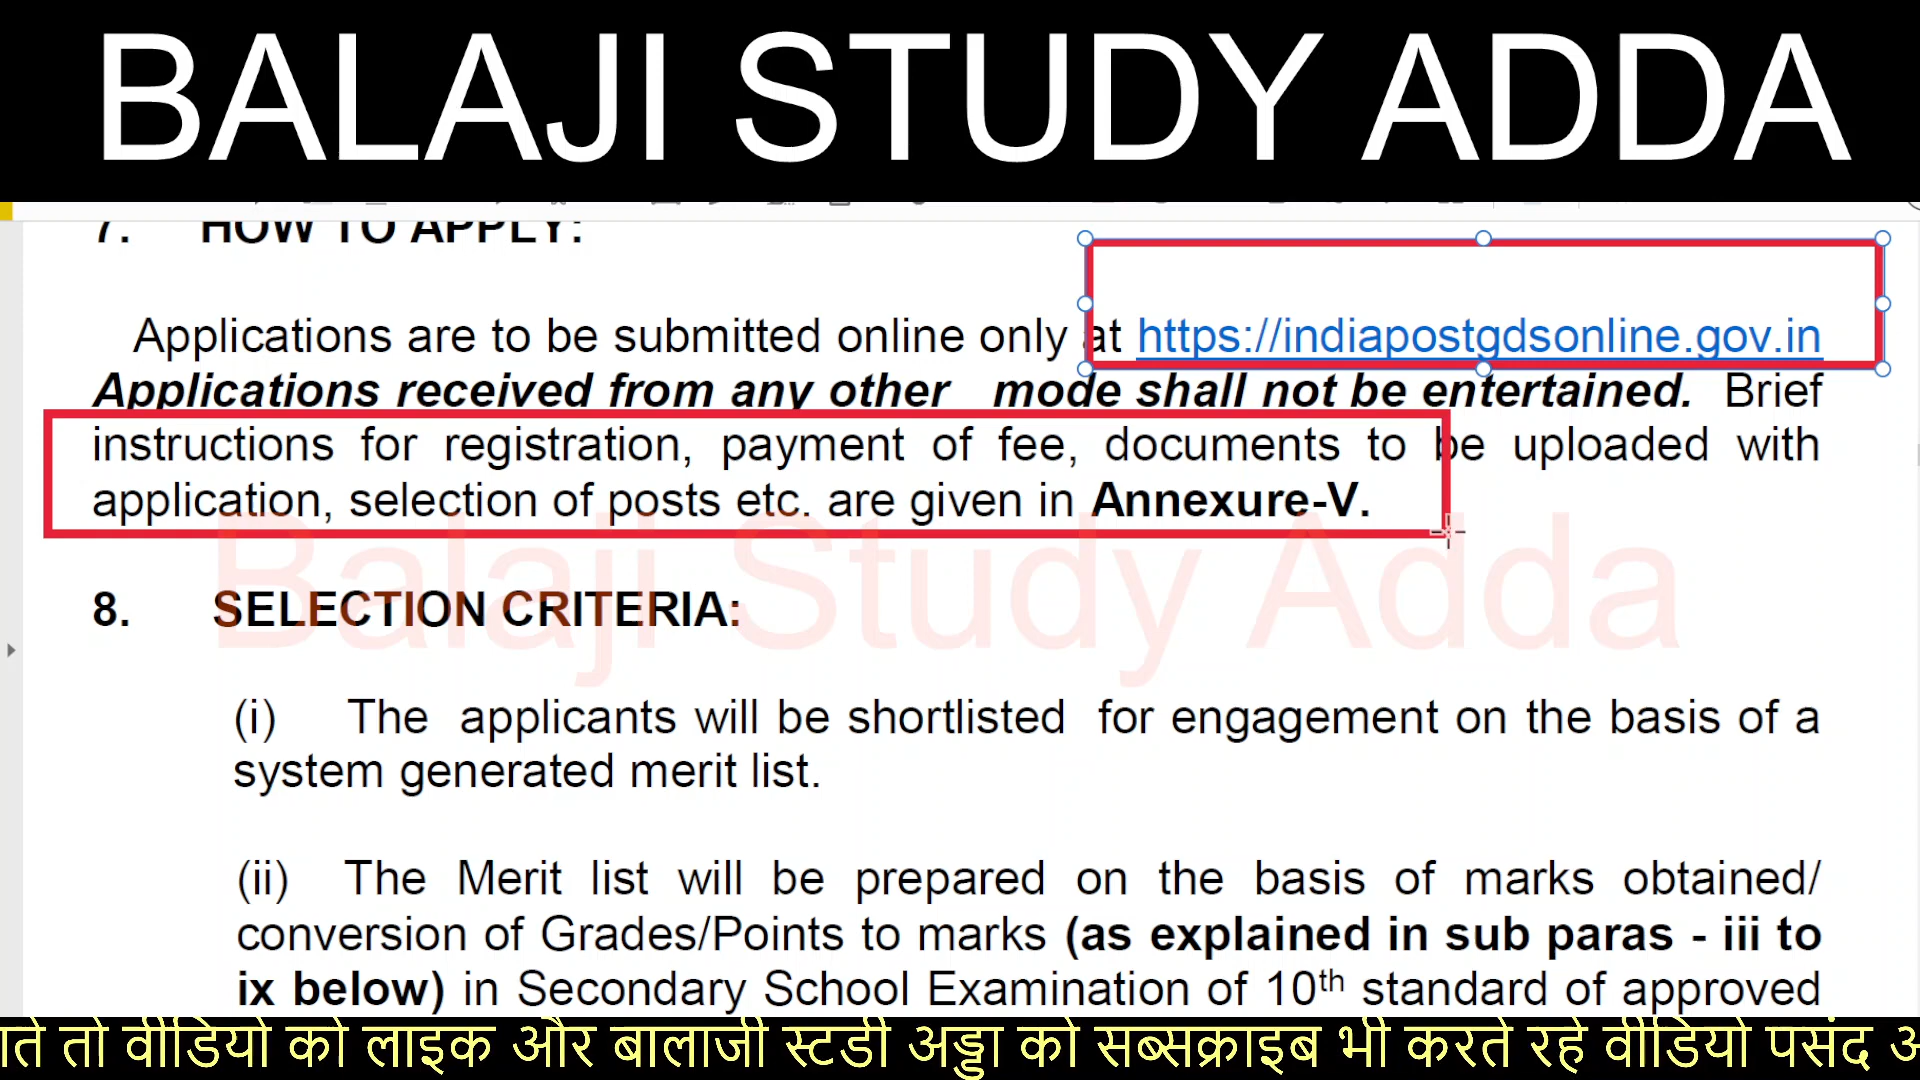 BALAJI STUDY ADDA
7. HOW TO APPLY:
Applications are to be submitted online only at https://indiapostgdsonline.gov.in
Applications received from any other mode shall not be entertained. Brief
instructions for registration, payment of fee, documents to be uploaded with
application, selection of posts etc. are given in Annexure-V.
Balaji Study Adda
8. SELECTION CRITERIA:
(i) The applicants will be shortlisted for engagement on the basis of a
system generated merit list.
(ii) The Merit list will be prepared on the basis of marks obtained/
conversion of Grades/Points to marks (as explained in sub paras - iii to
ix below) in Secondary School Examination of 10th standard of approved
तो वीडियो को लाइक और बालाजी स्टडी अड्डा को सब्सक्राइब भी करते रहे वीडियो पसंद